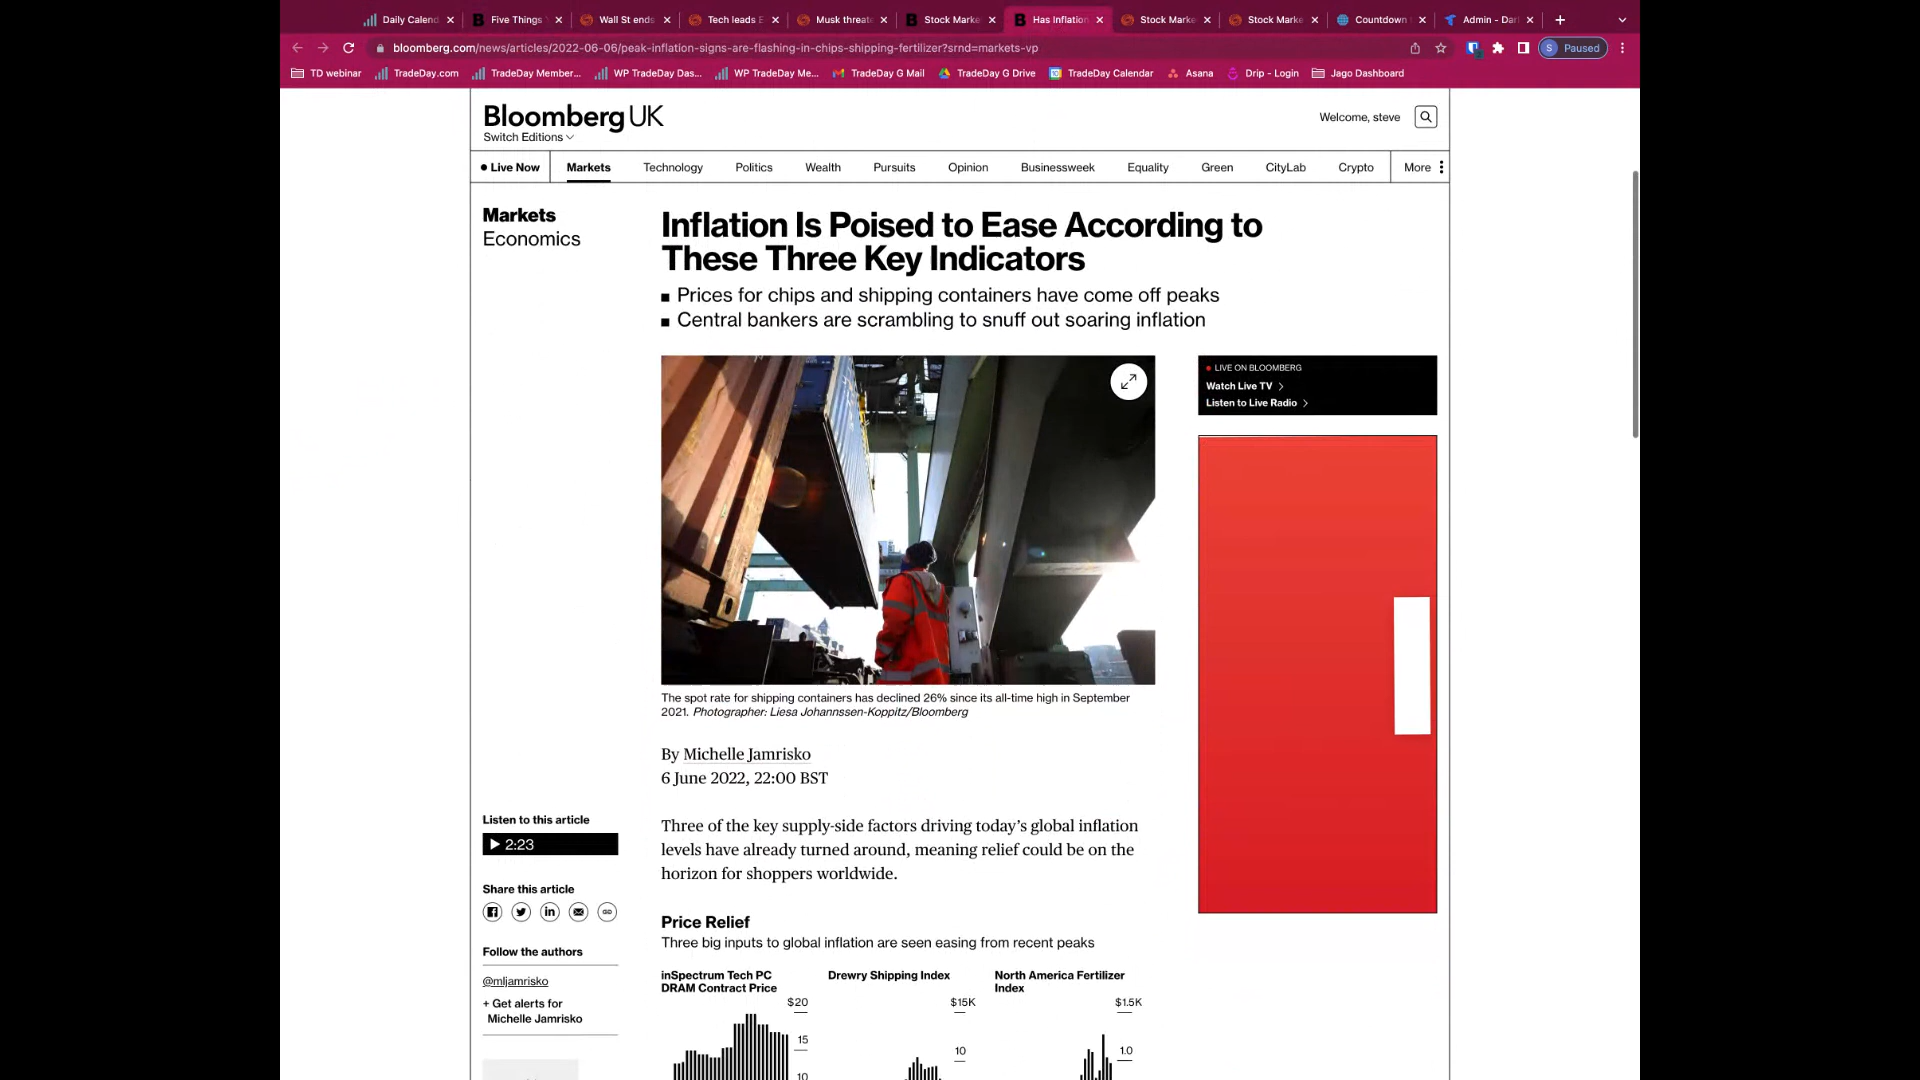 Daily Calend
Five Things
Wall St ends
Tech leads E
Musk threat
Stock Marke
Has Inflation
Stock Marke
Stock Marke
Countdown
Admin - Dar
bloomberg.com/news/articles/2022-06-06/peak-inflation-signs-are-flashing-in-chips-shipping-fertilizer?srnd=markets-vp
S Paused
TD webinar
TradeDay.com
TradeDay Member...
WP TradeDay Das...
WP TradeDay Me...
TradeDay G Mail
TradeDay G Drive
TradeDay Calendar
Asana
Drip - Login
Jago Dashboard
Bloomberg UK
Switch Editions
Welcome, steve
Live Now
Markets
Technology
Politics
Wealth
Pursuits
Opinion
Businessweek
Equality
Green
CityLab
Crypto
More
Markets
Economics
Inflation Is Poised to Ease According to
These Three Key Indicators
Prices for chips and shipping containers have come off peaks
Central bankers are scrambling to snuff out soaring inflation
LIVE ON BLOOMBERG
Watch Live TV
Listen to Live Radio
The spot rate for shipping containers has declined 26% since its all-time high in September
2021. Photographer: Liesa Johannssen-Koppitz/Bloomberg
By Michelle Jamrisko
6 June 2022, 22:00 BST
Listen to this article
2:23
Share this article
Follow the authors
@mljamrisko
+ Get alerts for
Michelle Jamrisko
Three of the key supply-side factors driving today's global inflation
levels have already turned around, meaning relief could be on the
horizon for shoppers worldwide.
Price Relief
Three big inputs to global inflation are seen easing from recent peaks
inSpectrum Tech PC
DRAM Contract Price
$20
15
10
Drewry Shipping Index
$15K
10
North America Fertilizer
Index
$1.5K
1.0